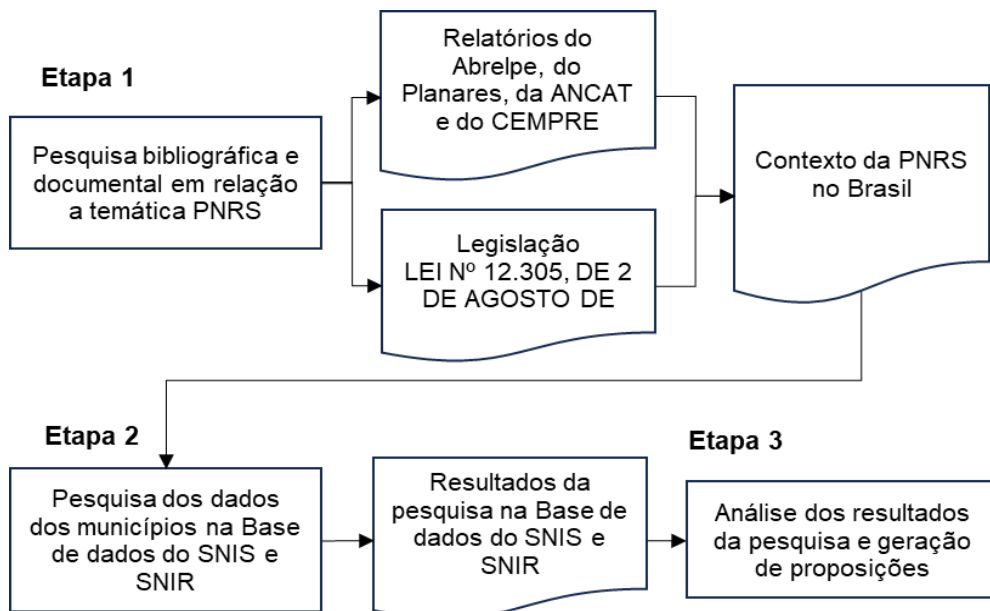 Etapa 1
Pesquisa bibliográfica e
documental em relação
a temática PNRS
Relatórios do
Abrelpe, do
Planares, da ANCAT
e do CEMPRE
Legislação
LEI Nº 12.305, DE 2
DE AGOSTO DE
Contexto da PNRS
no Brasil
Etapa 2
Pesquisa dos dados
dos municípios na Base
de dados do SNIS e
SNIR
Resultados da
pesquisa na Base de
dados do SNIS e
SNIR
Etapa 3
Análise dos resultados
da pesquisa e geração
de proposições